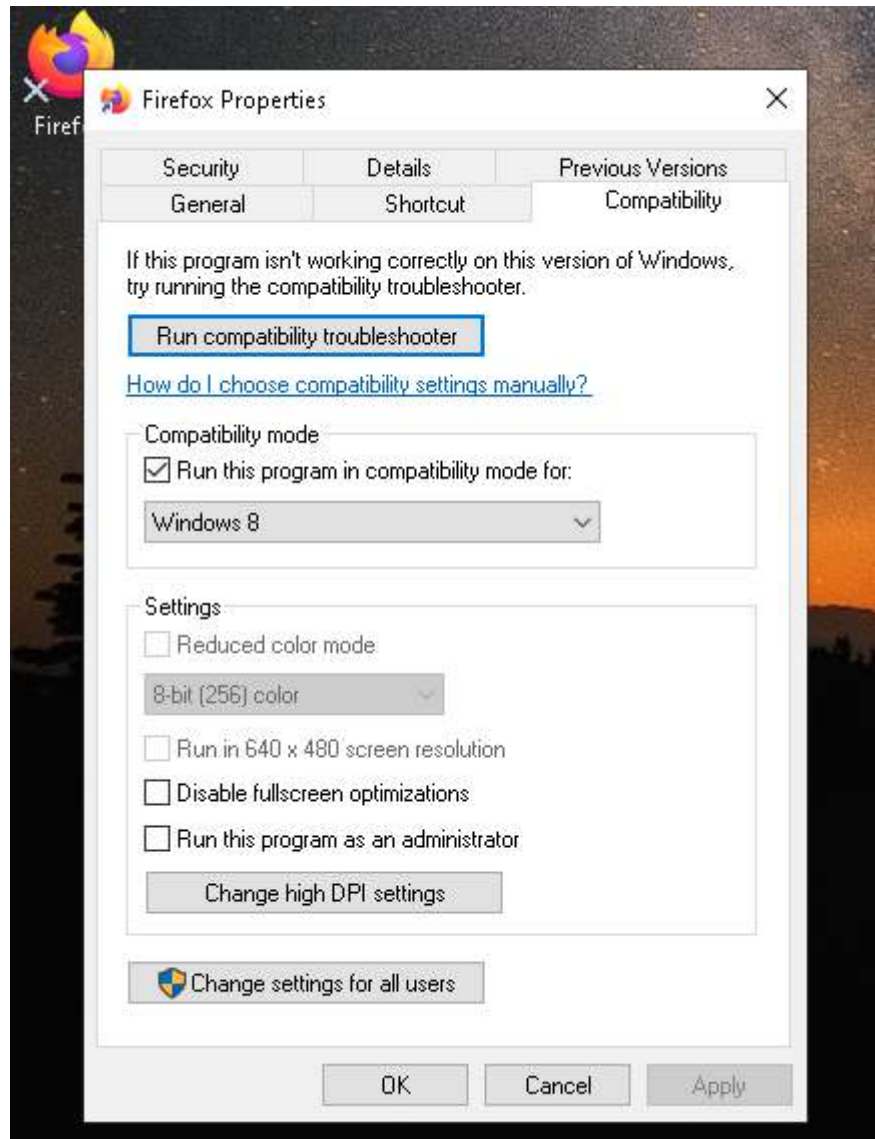 Firef
Firefox Properties
Security Details Previous Versions
General Shortcut Compatibility
If this program isn't working correctly on this version of Windows,
try running the compatibility troubleshooter.
Run compatibility troubleshooter
How do I choose compatibility settings manually?
Compatibility mode
Run this program in compatibility mode for:
Windows 8
Settings
Reduced color mode
8-bit (256) color
Run in 640 x 480 screen resolution
Disable fullscreen optimizations
Run this program as an administrator
Change high DPI settings
Change settings for all users
OK Cancel Apply